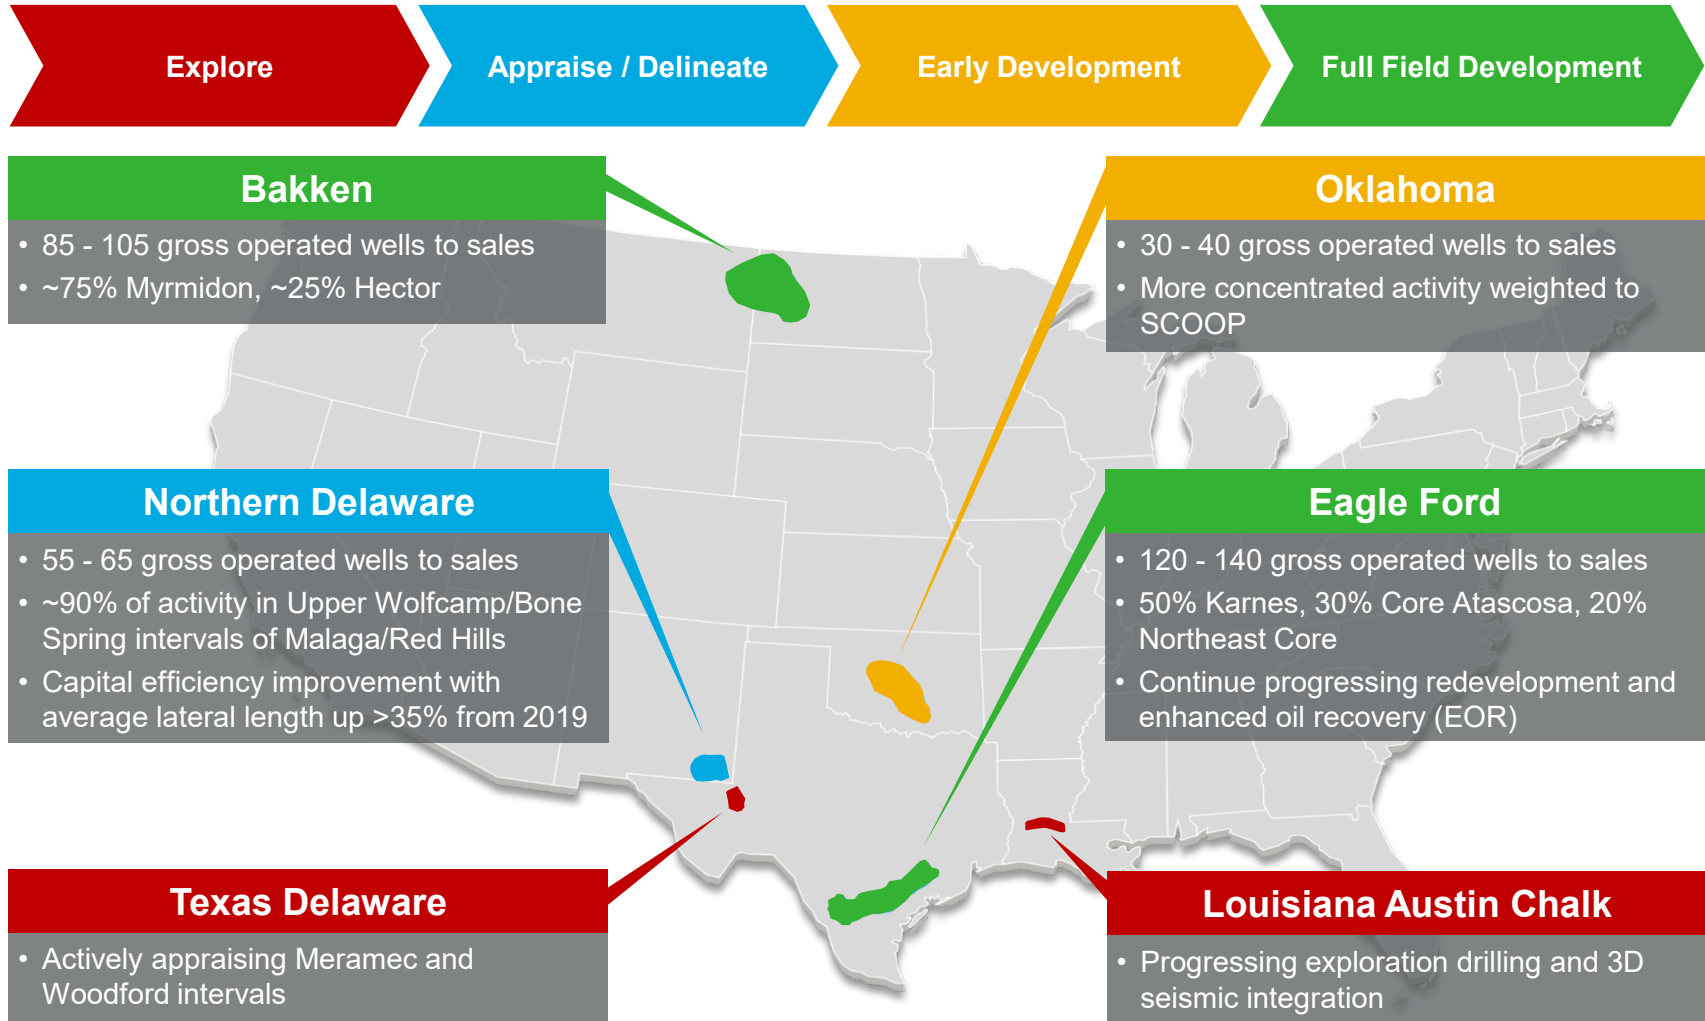 Explore
Appraise / Delineate
Early Development
Full Field Development
Bakken
• 85 - 105 gross operated wells to sales
• ~75% Myrmidon, ~25% Hector
Oklahoma
• 30 - 40 gross operated wells to sales
• More concentrated activity weighted to
SCOOP
Northern Delaware
• 55 - 65 gross operated wells to sales
• ~90% of activity in Upper Wolfcamp/Bone
Spring intervals of Malaga/Red Hills
• Capital efficiency improvement with
average lateral length up >35% from 2019
Eagle Ford
• 120 - 140 gross operated wells to sales
• 50% Karnes, 30% Core Atascosa, 20%
Northeast Core
• Continue progressing redevelopment and
enhanced oil recovery (EOR)
Texas Delaware
• Actively appraising Meramec and
Woodford intervals
Louisiana Austin Chalk
• Progressing exploration drilling and 3D
seismic integration